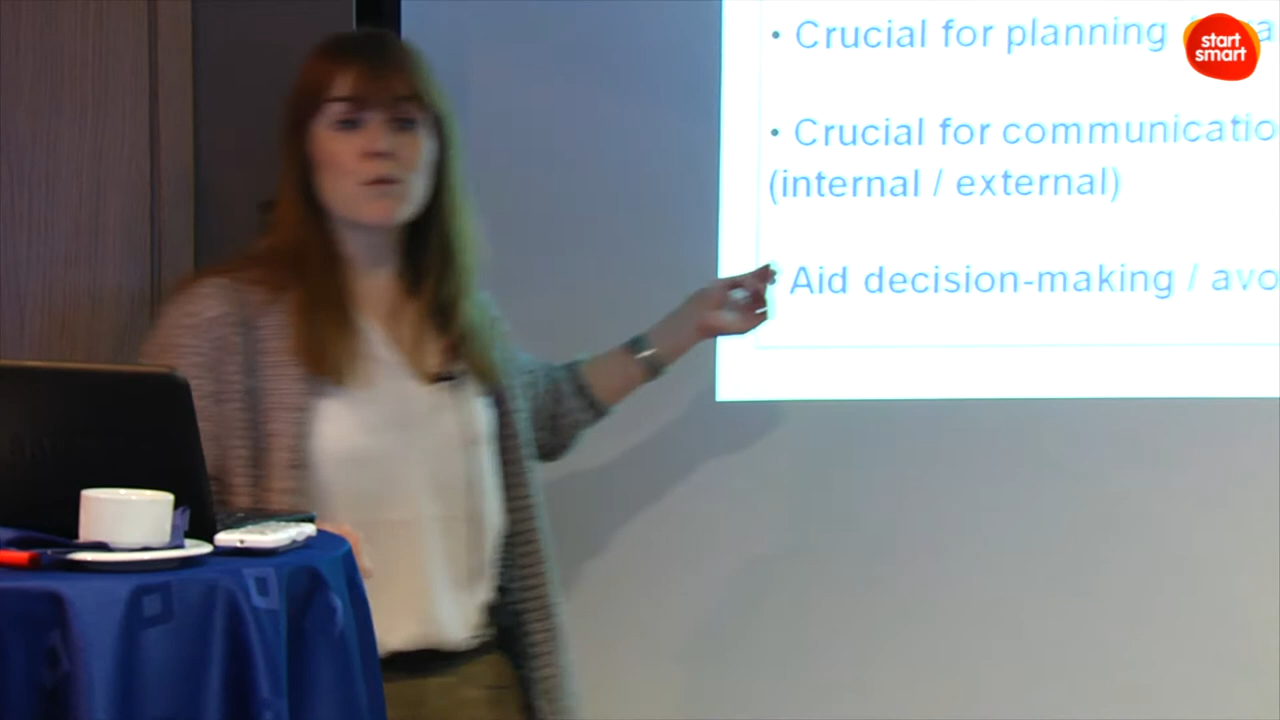 • Crucial for planning
start
smart
• Crucial for communicatio
(internal / external)
Aid decision-making / avo